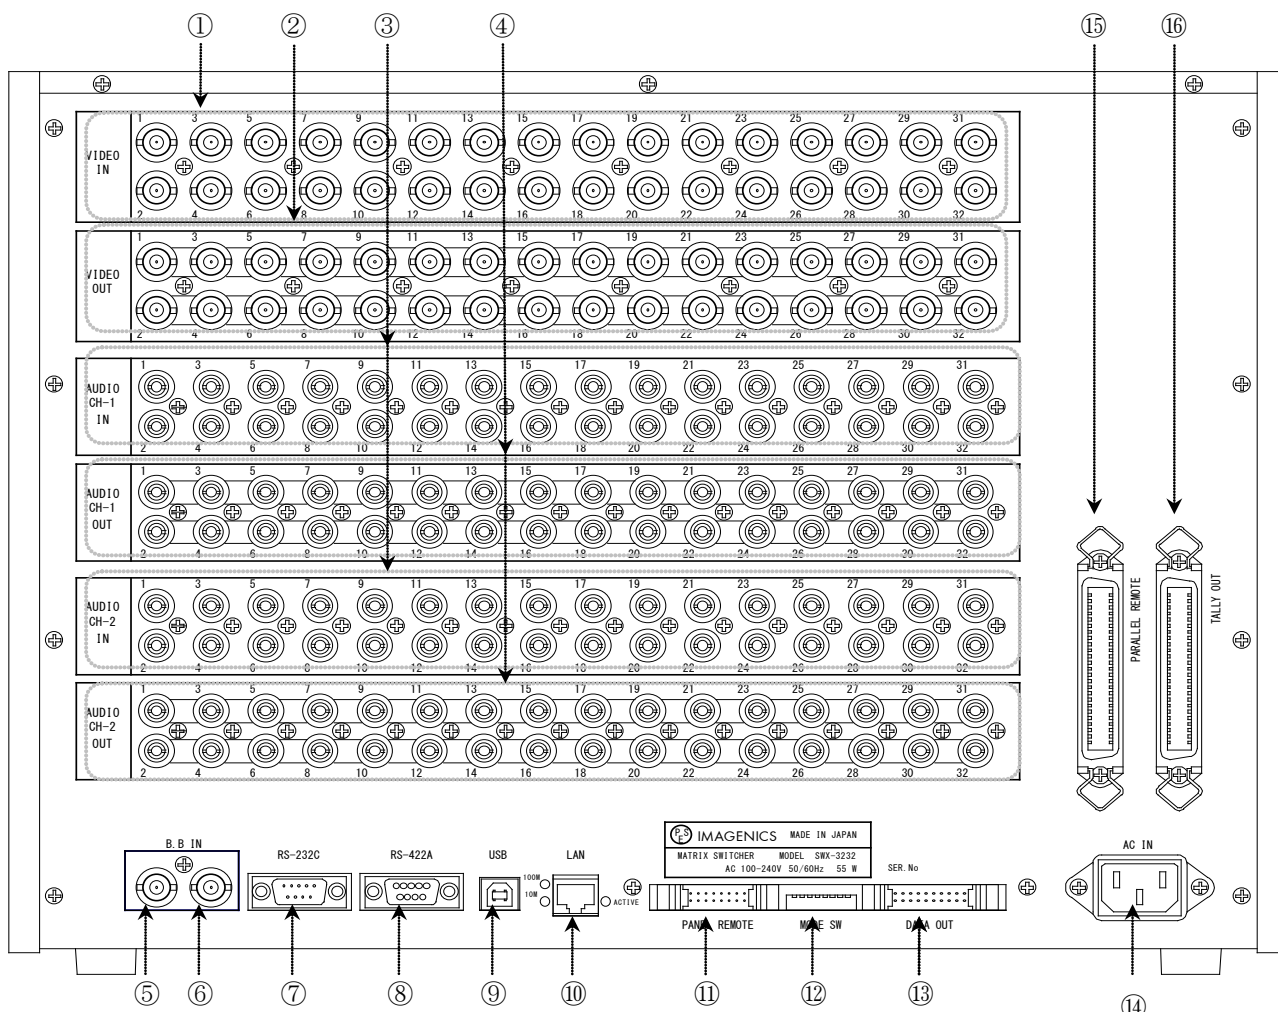 ① ② ③ ④ ⑮ ⑯
1 3 5 7 9 11 13 15 17 19 21 23 25 27 29 31
VIDEO
IN
2 4 6 8 10 12 14 16 18 20 22 24 26 28 30 32
1 3 5 7 9 11 13 15 17 19 21 23 25 27 29 31
VIDEO
OUT
2 4 6 8 10 12 14 16 18 20 22 24 26 28 30 32
1 3 5 7 9 11 13 15 17 19 21 23 25 27 29 31
AUDIO
CH-1
IN
2 4 6 8 10 12 14 16 18 20 22 24 26 28 30 32
1 3 5 7 9 11 13 15 17 19 21 23 25 27 29 31
AUDIO
CH-1
OUT
2 4 6 8 10 12 14 16 18 20 22 24 26 28 30 32
1 3 5 7 9 11 13 15 17 19 21 23 25 27 29 31
AUDIO
CH-2
IN
2 4 6 8 10 12 14 16 18 20 22 24 26 28 30 32
1 3 5 7 9 11 13 15 17 19 21 23 25 27 29 31
AUDIO
CH-2
OUT
2 4 6 8 10 12 14 16 18 20 22 24 26 28 30 32
PARALLEL REMOTE
TALLY OUT
B.B IN
RS-232C
RS-422A
USB
LAN
100M
10M
ACTIVE
PSE IMAGENICS MADE IN JAPAN
MATRIX SWITCHER MODEL SWX-3232
AC 100-240V 50/60Hz 55 W
SER.No
AC IN
PANEL REMOTE
MODE SW
DATA OUT
⑤ ⑥ ⑦ ⑧ ⑨ ⑩ ⑪ ⑫ ⑬ ⑭